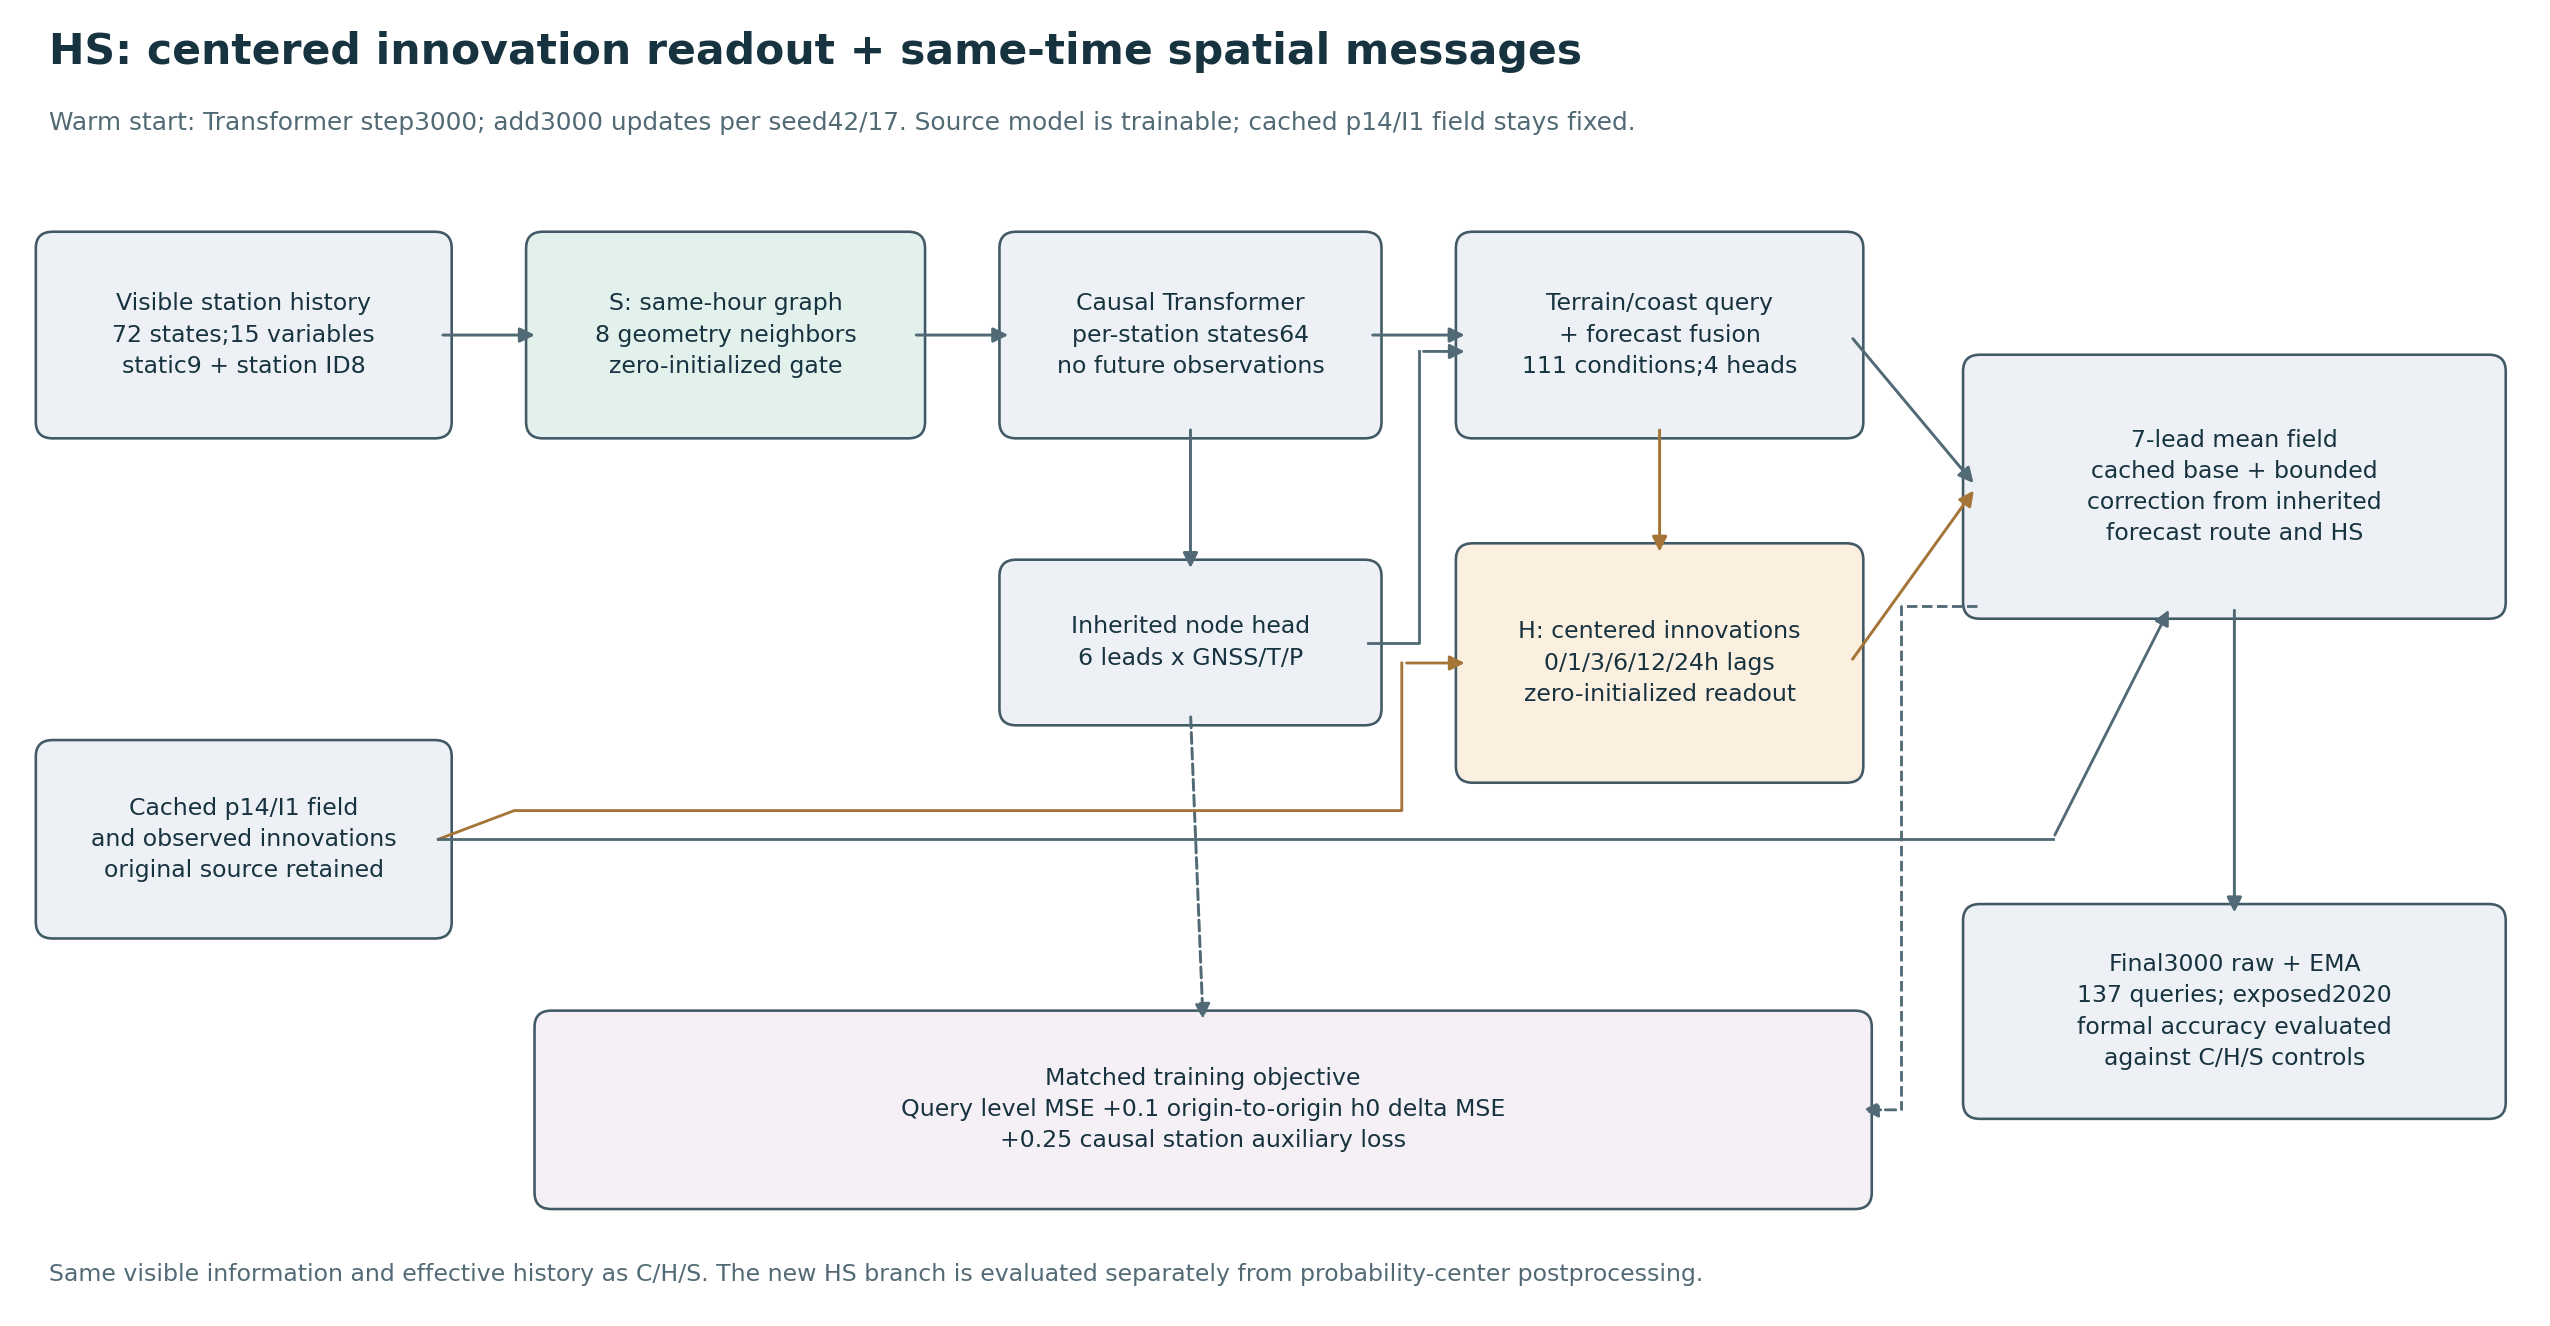 HS: centered innovation readout + same-time spatial messages
Warm start: Transformer step3000; add3000 updates per seed42/17. Source model is trainable; cached p14/I1 field stays fixed.
Visible station history
72 states;15 variables
static9 + station ID8
S: same-hour graph
8 geometry neighbors
zero-initialized gate
Causal Transformer
per-station states64
no future observations
Terrain/coast query
+ forecast fusion
111 conditions;4 heads
7-lead mean field
cached base + bounded
correction from inherited
forecast route and HS
Inherited node head
6 leads x GNSS/T/P
H: centered innovations
0/1/3/6/12/24h lags
zero-initialized readout
Cached p14/I1 field
and observed innovations
original source retained
Final3000 raw + EMA
137 queries; exposed2020
formal accuracy evaluated
against C/H/S controls
Matched training objective
Query level MSE +0.1 origin-to-origin h0 delta MSE
+0.25 causal station auxiliary loss
Same visible information and effective history as C/H/S. The new HS branch is evaluated separately from probability-center postprocessing.